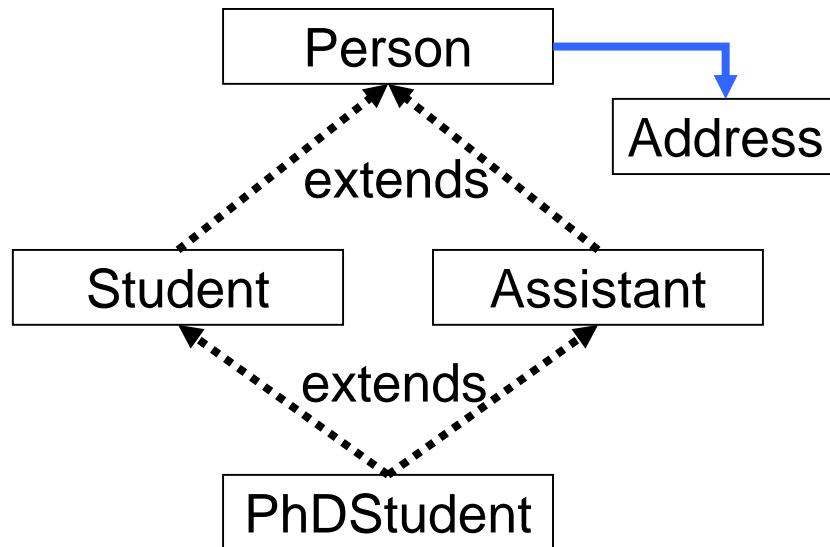 Person
Address
extends
Student
Assistant
extends
PhDStudent